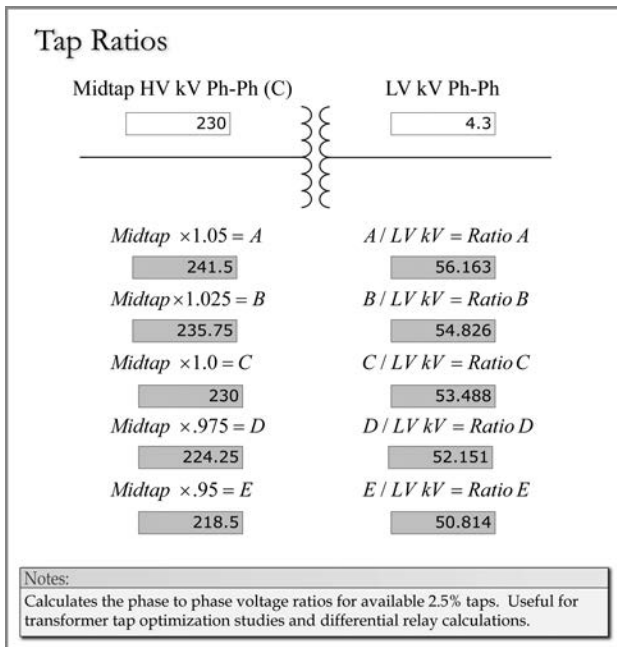 Tap Ratios
Midtap HV kV Ph-Ph (C) LV kV Ph-Ph
230 4.3
Midtap ×1.05 = A A / LV kV = Ratio A
241.5 56.163
Midtap×1.025 = B B / LV kV = Ratio B
235.75 54.826
Midtap ×1.0 = C C / LV kV = Ratio C
230 53.488
Midtap ×.975 = D D / LV kV = Ratio D
224.25 52.151
Midtap ×.95 = E E / LV kV = Ratio E
218.5 50.814
Notes:
Calculates the phase to phase voltage ratios for available 2.5% taps. Useful for
transformer tap optimization studies and differential relay calculations.